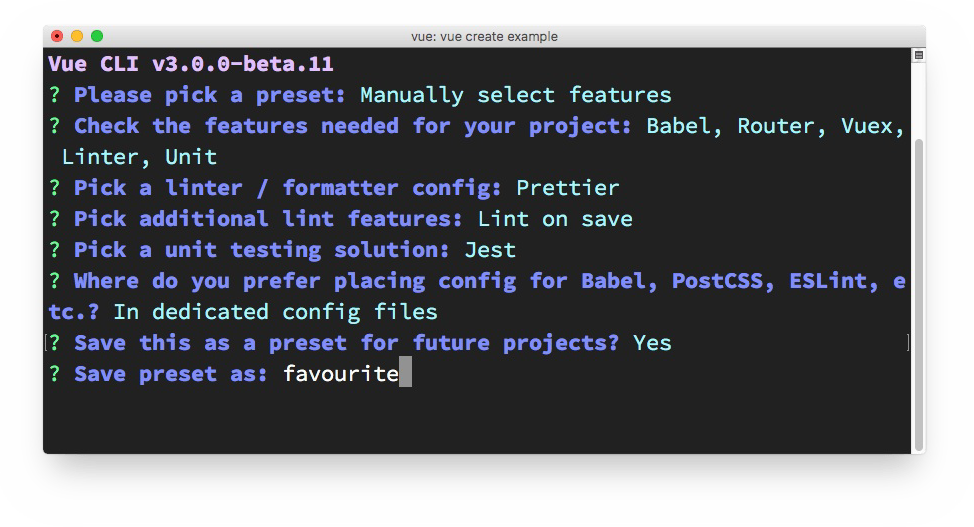 vue: vue create example
Vue CLI v3.0.0-beta.11
? Please pick a preset: Manually select features
? Check the features needed for your project: Babel, Router, Vuex,
Linter, Unit
? Pick a linter / formatter config: Prettier
? Pick additional lint features: Lint on save
? Pick a unit testing solution: Jest
? Where do you prefer placing config for Babel, PostCSS, ESLint, e
tc.? In dedicated config files
[? Save this as a preset for future projects? Yes ]
? Save preset as: favourite